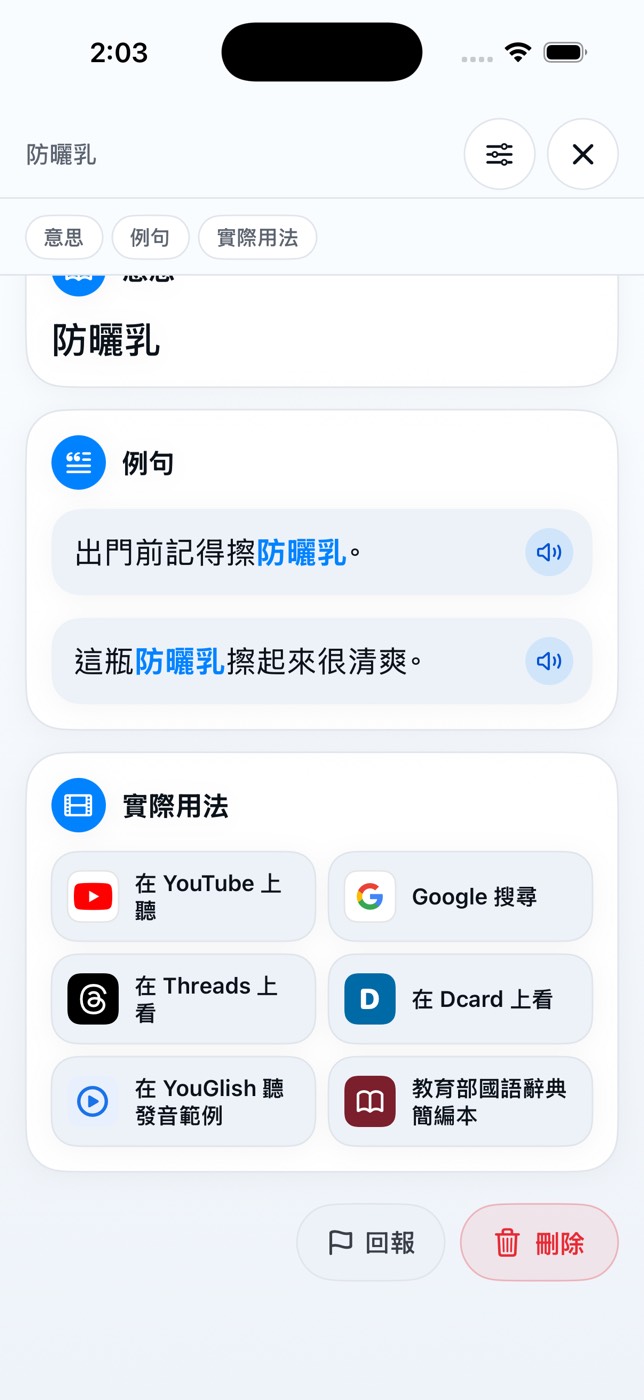 2:03
防曬乳
意思
例句
實際用法
意思
防曬乳
例句
出門前記得擦防曬乳。
這瓶防曬乳擦起來很清爽。
實際用法
在 YouTube 上
聽
Google 搜尋
在 Threads 上
看
D
在 Dcard 上看
在 YouGlish 聽
發音範例
教育部國語辭典
簡編本
回報
刪除